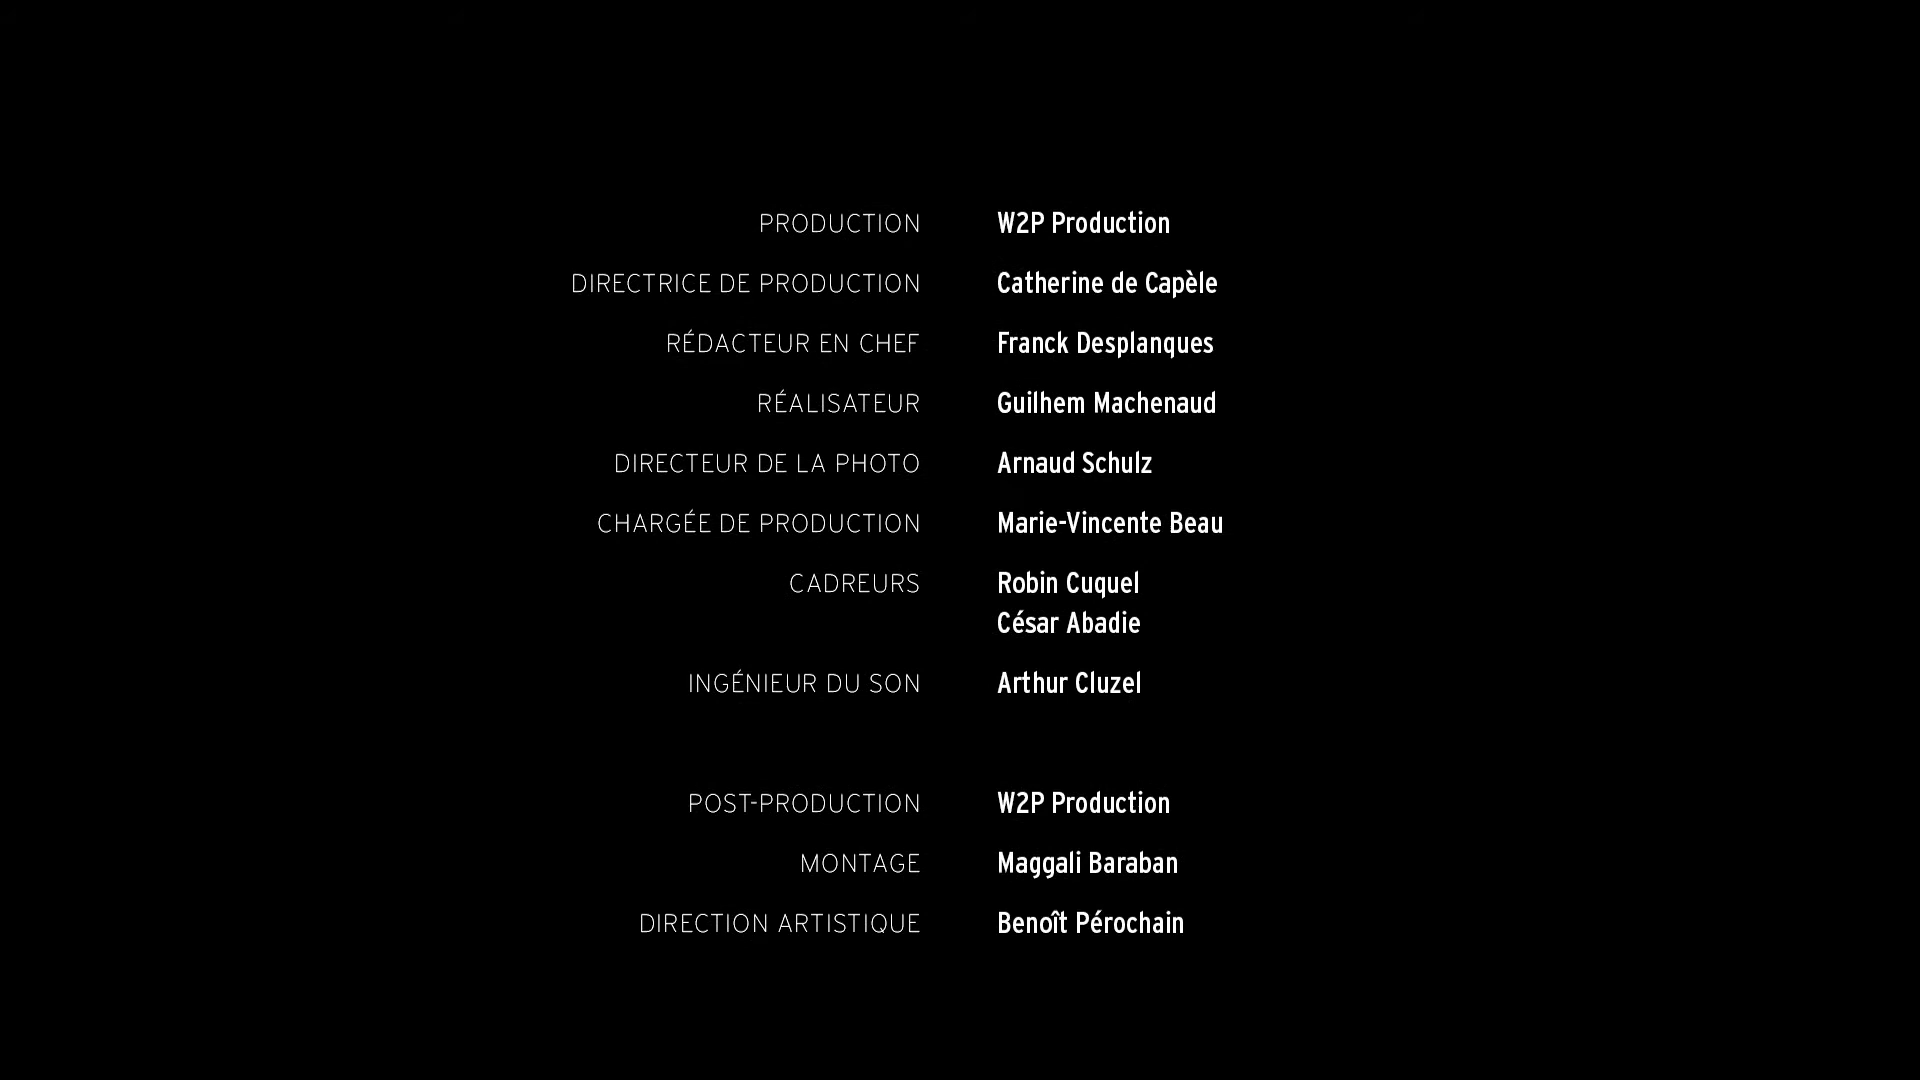 PRODUCTION W2P Production
DIRECTRICE DE PRODUCTION Catherine de Capèle
RÉDACTEUR EN CHEF Franck Desplanques
RÉALISATEUR Guilhem Machenaud
DIRECTEUR DE LA PHOTO Arnaud Schulz
CHARGÉE DE PRODUCTION Marie-Vincente Beau
CADREURS Robin Cuquel
César Abadie
INGÉNIEUR DU SON Arthur Cluzel
POST-PRODUCTION W2P Production
MONTAGE Maggali Baraban
DIRECTION ARTISTIQUE Benoît Pérochain